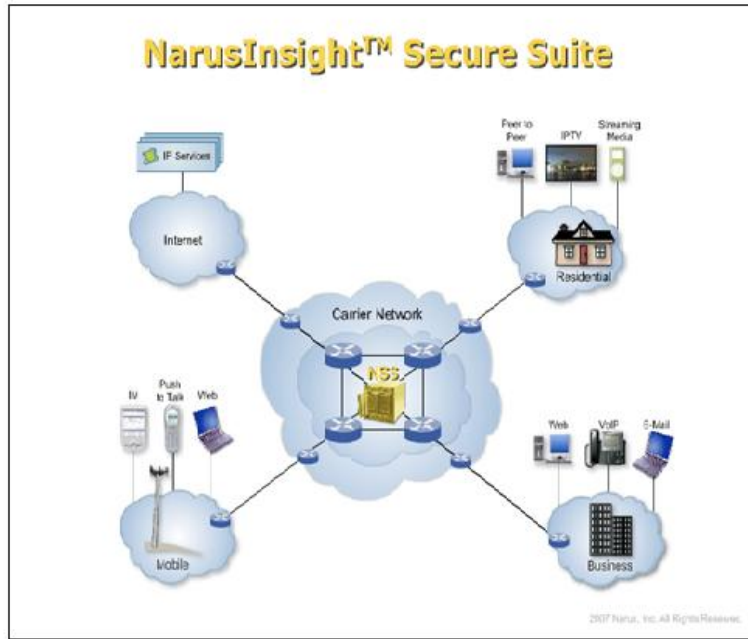 NarusInsight™ Secure Suite
IP Services
Internet
Peer to
Peer
IPTV
Streaming
Media
Residential
Carrier Network
NSS
IM
Push
to Talk
Web
Mobile
Web
VoIP
E-Mail
Business
2007 Narus, Inc. All Rights Reserved.